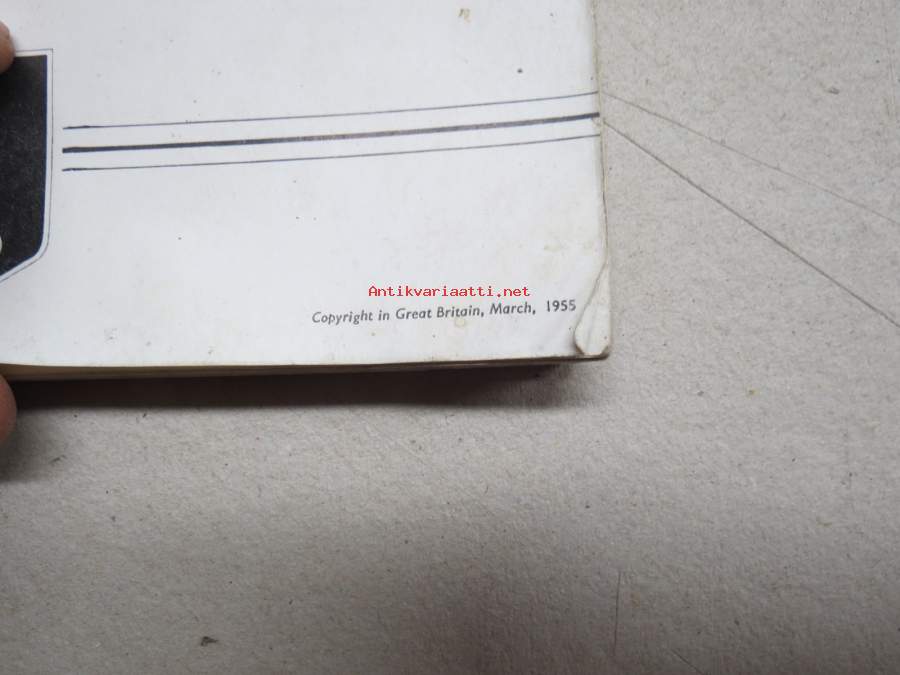 Antikvariaatti.net
Copyright in Great Britain, March, 1955